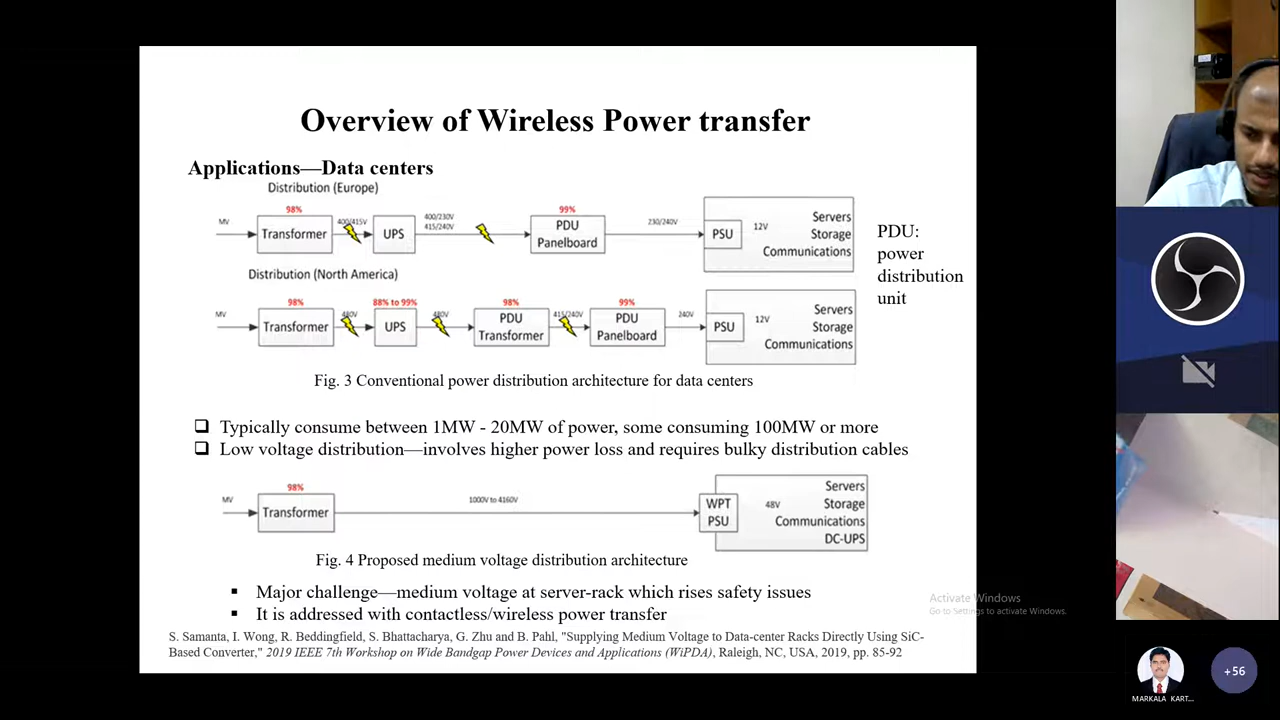 Overview of Wireless Power transfer
Applications—Data centers
Distribution (Europe)
MV
98%
Transformer
400/415V
UPS
400/230V
415/240V
99%
PDU
Panelboard
230/240V
PSU
12V
Servers
Storage
Communications
PDU:
power
distribution
unit
Distribution (North America)
MV
98%
Transformer
480V
88% to 99%
UPS
480V
98%
PDU
Transformer
415/240V
99%
PDU
Panelboard
240V
PSU
12V
Servers
Storage
Communications
Fig. 3 Conventional power distribution architecture for data centers
Typically consume between 1MW - 20MW of power, some consuming 100MW or more
Low voltage distribution—involves higher power loss and requires bulky distribution cables
MV
98%
Transformer
1000V to 4160V
WPT
PSU
48V
Servers
Storage
Communications
DC-UPS
Fig. 4 Proposed medium voltage distribution architecture
Major challenge—medium voltage at server-rack which rises safety issues
It is addressed with contactless/wireless power transfer
S. Samanta, I. Wong, R. Beddingfield, S. Bhattacharya, G. Zhu and B. Pahl, "Supplying Medium Voltage to Data-center Racks Directly Using SiC-
Based Converter," 2019 IEEE 7th Workshop on Wide Bandgap Power Devices and Applications (WiPDA), Raleigh, NC, USA, 2019, pp. 85-92
Activate Windows
Go to Settings to activate Windows.
MARKALA KART...
+56